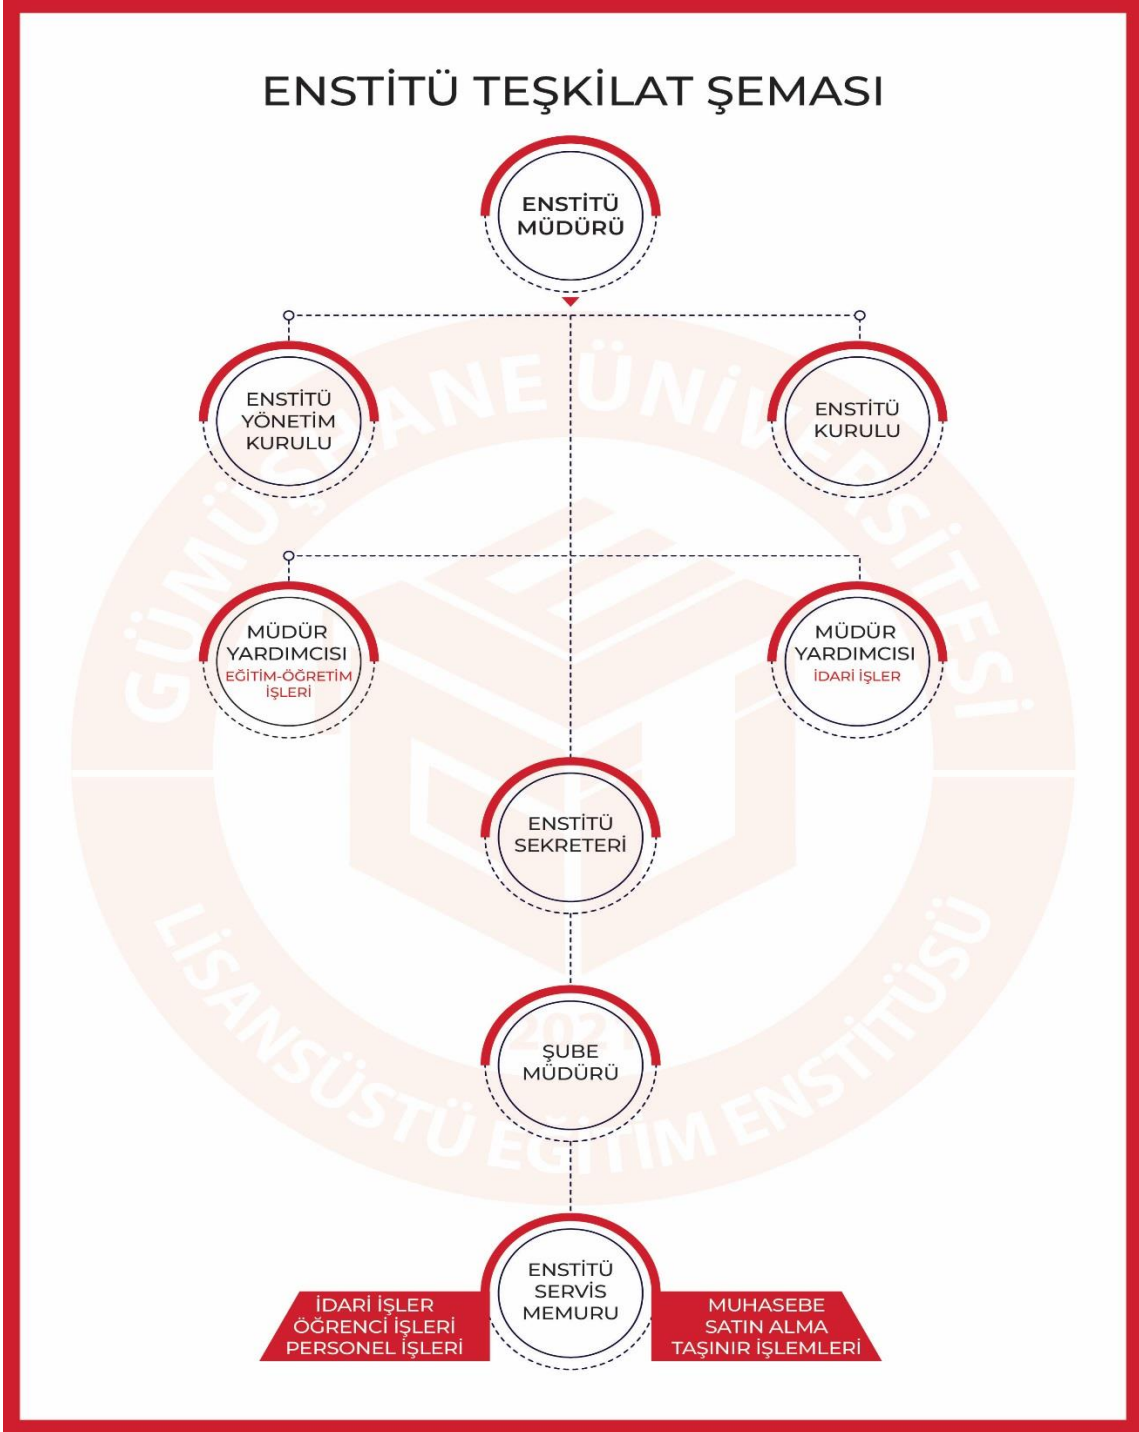 ENSTİTÜ TEŞKİLAT ŞEMASI
ENSTİTÜ
MÜDÜRÜ
ENSTİTÜ
YÖNETİM
KURULU
ENSTİTÜ
KURULU
MÜDÜR
YARDIMCISI
EĞİTİM-ÖĞRETİM
İŞLERİ
MÜDÜR
YARDIMCISI
İDARİ İŞLER
ENSTİTÜ
SEKRETERİ
ŞUBE
MÜDÜRÜ
ENSTİTÜ
SERVİS
MEMURU
İDARİ İŞLER
ÖĞRENCİ İŞLERİ
PERSONEL İŞLERİ
MUHASEBE
SATIN ALMA
TAŞINIR İŞLEMLERİ
GÜMÜŞHANE ÜNİVERSİTESİ
LİSANSÜSTÜ EĞİTİM ENSTİTÜSÜ
2021